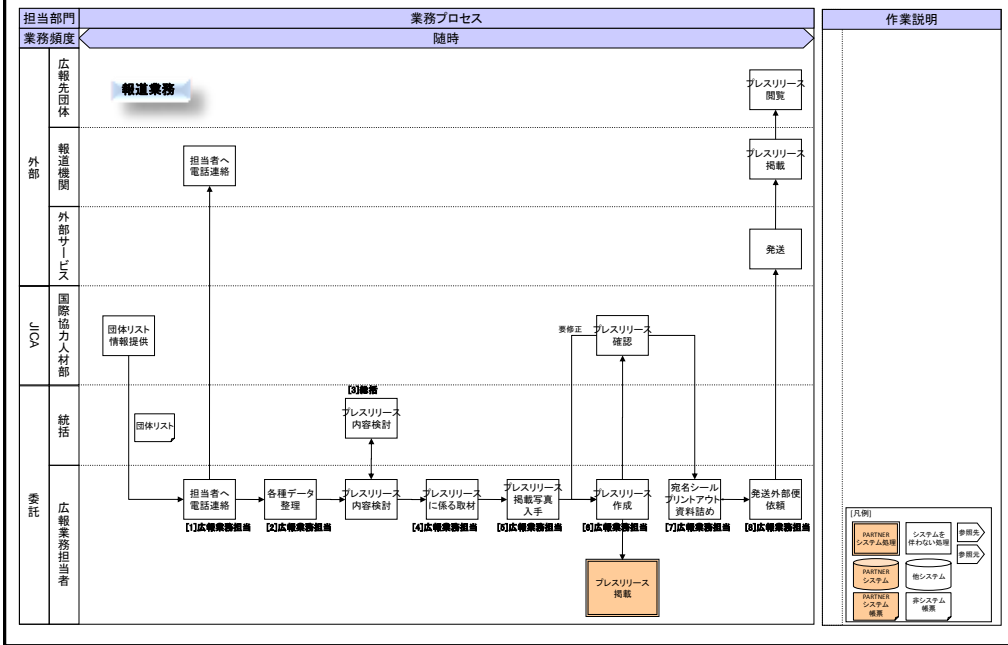 担当部門
業務プロセス
作業説明
業務頻度
随時
外部
広報先団体
報道業務
プレスリリース
閲覧
報道機関
担当者へ
電話連絡
プレスリリース
掲載
外部サービス
発送
JICA
国際協力人材部
団体リスト
情報提供
要修正
プレスリリース
確認
委託
統括
団体リスト
[3]総括
プレスリリース
内容検討
広報業務担当者
担当者へ
電話連絡
[1]広報業務担当
各種データ
整理
[2]広報業務担当
プレスリリース
内容検討
プレスリリース
に係る取材
[4]広報業務担当
プレスリリース
掲載写真
入手
[5]広報業務担当
プレスリリース
作成
[6]広報業務担当
宛名シール
プリントアウト
資料詰め
[7]広報業務担当
発送外部便
依頼
[8]広報業務担当
プレスリリース
掲載
[凡例]
PARTNER
システム処理
システムを
伴わない処理
参照先
参照元
PARTNER
システム
他システム
PARTNER
システム
帳票
非システム
帳票